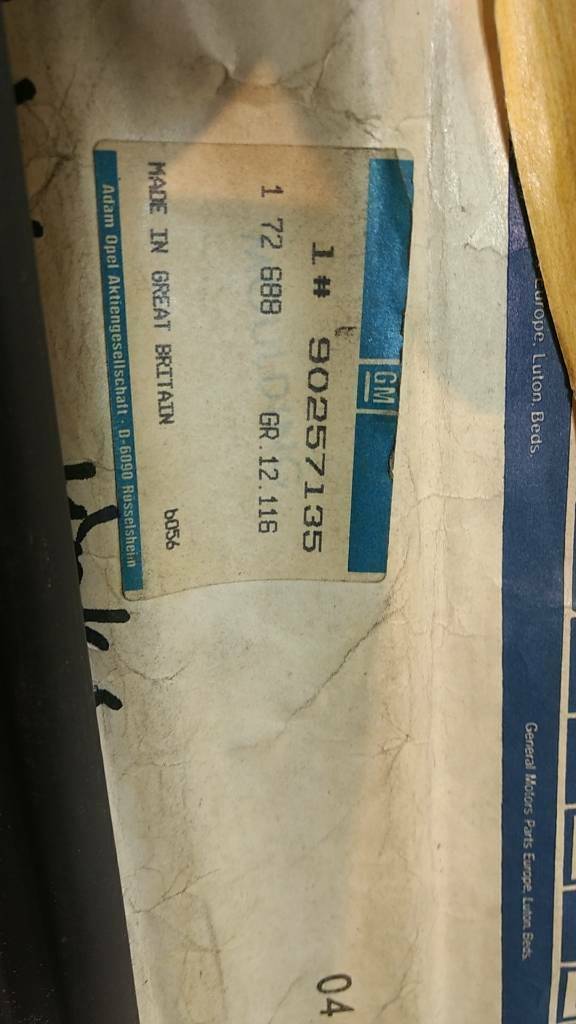 GM
1# 90257135
1 72 688 GR.12.116
MADE IN GREAT BRITAIN b056
Adam Opel Aktiengesellschaft · D-6090 Rüsselsheim
Europe, Luton, Beds.
General Motors Parts Europe, Luton, Beds.
04